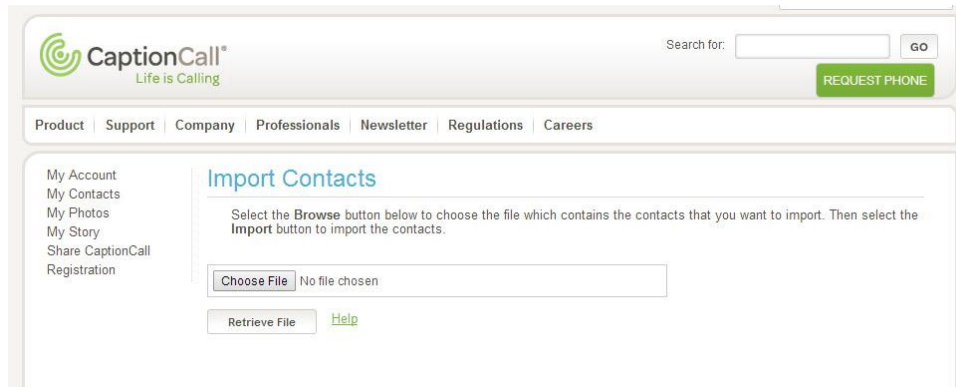 CaptionCall®
Life is Calling
Search for:
GO
REQUEST PHONE
Product Support Company Professionals Newsletter Regulations Careers
My Account
My Contacts
My Photos
My Story
Share CaptionCall
Registration
Import Contacts
Select the Browse button below to choose the file which contains the contacts that you want to import. Then select the
Import button to import the contacts.
Choose File No file chosen
Retrieve File Help